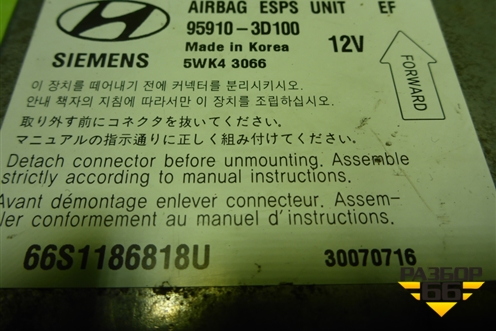 AIRBAG ESPS UNIT EF
95910-3D100
Made in Korea 12V
SIEMENS 5WK4 3066
FORWARD
이 장치를 떼어내기 전에 커넥터를 분리시키시오.
안내 책자의 지침에 따라서만 이 장치를 조립하십시오.
取り外す前にコネクタを抜いてください。
マニュアルの指示通りに正しく組み付けてください。
Detach connector before unmounting. Assemble
strictly according to manual instructions.
Avant démontage enlever connecteur. Assem-
ler conformement au manuel d'instructions.
66S1186818U 30070716
РАЗБОР
66